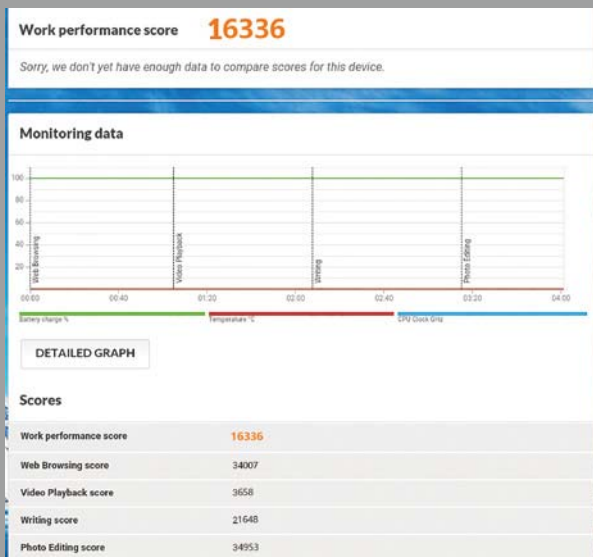 Work performance score 16336
Sorry, we don't yet have enough data to compare scores for this device.
Monitoring data
100
80
60
40
20
Web Browsing
Video Playback
Writing
Photo Editing
00:00 00:40 01:20 02:00 02:40 03:20 04:00
Battery charge % Temperature °C CPU Clock GHz
DETAILED GRAPH
Scores
Work performance score 16336
Web Browsing score 34007
Video Playback score 3658
Writing score 21648
Photo Editing score 34953